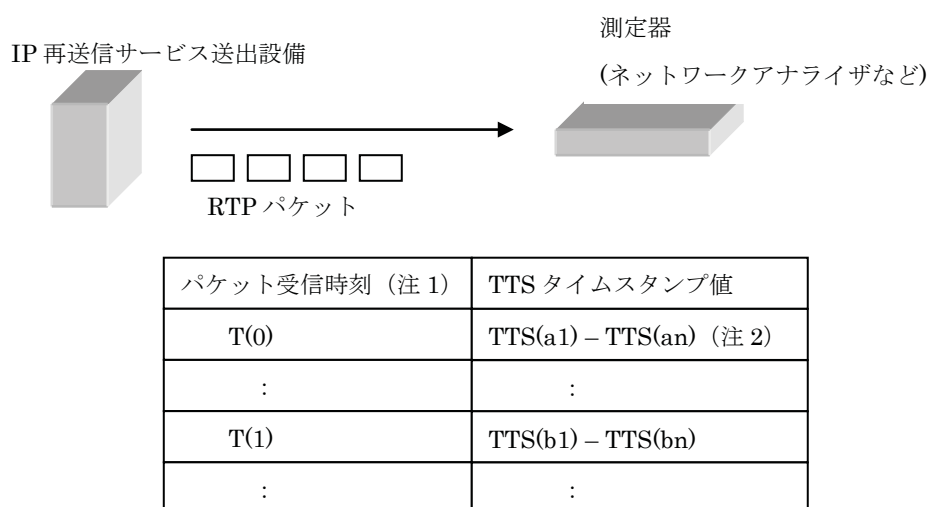 IP 再送信サービス送出設備
測定器
(ネットワークアナライザなど)
RTP パケット
パケット受信時刻（注 1） TTS タイムスタンプ値
T(0) TTS(a1) – TTS(an)（注 2）
: :
T(1) TTS(b1) – TTS(bn)
: :